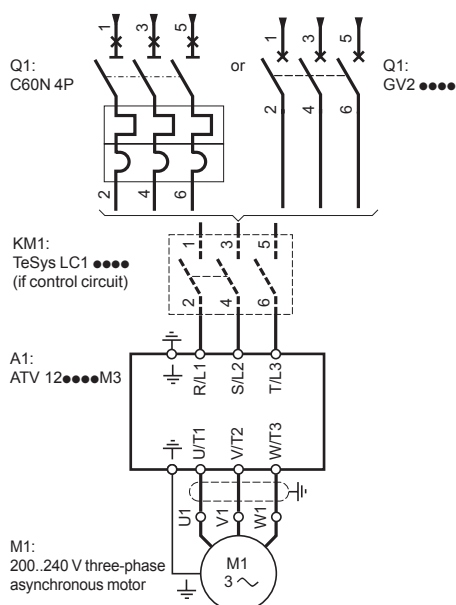 Q1:
C60N 4P
1 3 5
or
1 3 5
Q1:
GV2 ●●●●
2 4 6
2 4 6
KM1:
TeSys LC1 ●●●●
(if control circuit)
1 3 5
2 4 6
A1:
ATV 12●●●●M3
R/L1 S/L2 T/L3
U/T1 V/T2 W/T3
U1 V1 W1
M1:
200..240 V three-phase
asynchronous motor
M1
3